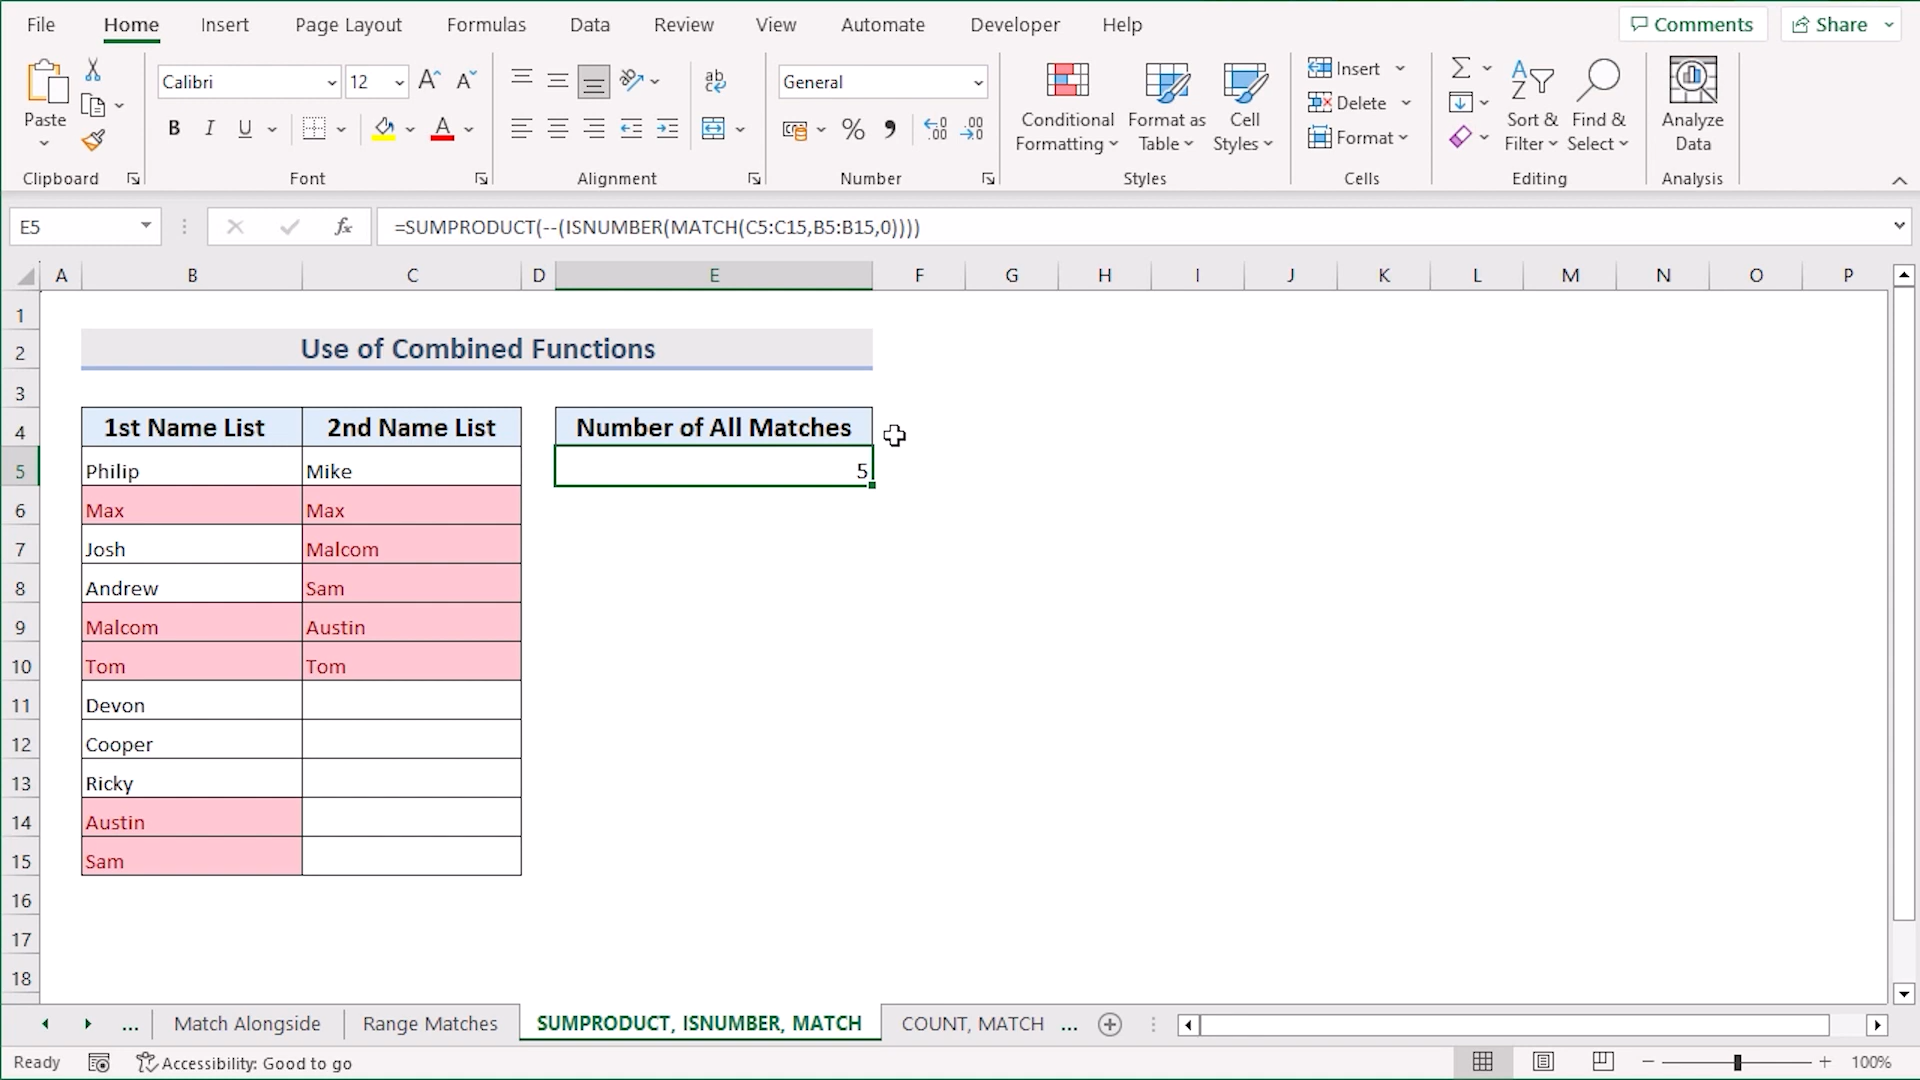 File Home Insert Page Layout Formulas Data Review View Automate Developer Help Comments Share
Calibri 12 General
Paste
B I U
ab
% .00 .00
Conditional Formatting
Format as Table
Cell Styles
Insert
Delete
Format
Sort & Filter
Find & Select
Analyze Data
Clipboard Font Alignment Number Styles Cells Editing Analysis
E5 fx =SUMPRODUCT(--(ISNUMBER(MATCH(C5:C15,B5:B15,0))))
A B C D E F G H I J K L M N O P
1
2 Use of Combined Functions
3
4 1st Name List 2nd Name List Number of All Matches
5 Philip Mike 5
6 Max Max
7 Josh Malcom
8 Andrew Sam
9 Malcom Austin
10 Tom Tom
11 Devon
12 Cooper
13 Ricky
14 Austin
15 Sam
16
17
18
... Match Alongside Range Matches SUMPRODUCT, ISNUMBER, MATCH COUNT, MATCH ...
Ready Accessibility: Good to go 100%